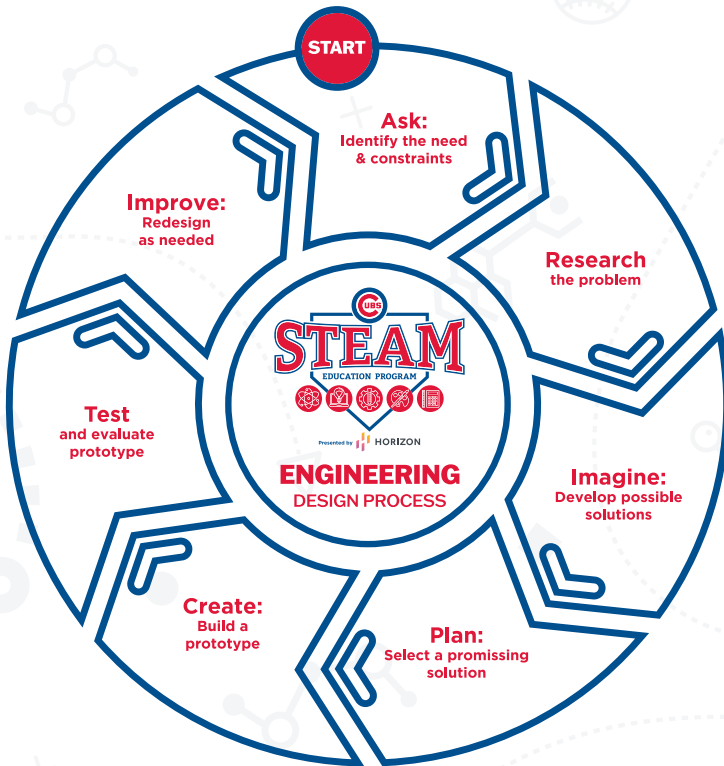 START
Ask:
Identify the need
& constraints
Research
the problem
Imagine:
Develop possible
solutions
Plan:
Select a promissing
solution
Create:
Build a
prototype
Test
and evaluate
prototype
Improve:
Redesign
as needed
CUBS
STEAM
EDUCATION PROGRAM
Presented by HORIZON
ENGINEERING
DESIGN PROCESS